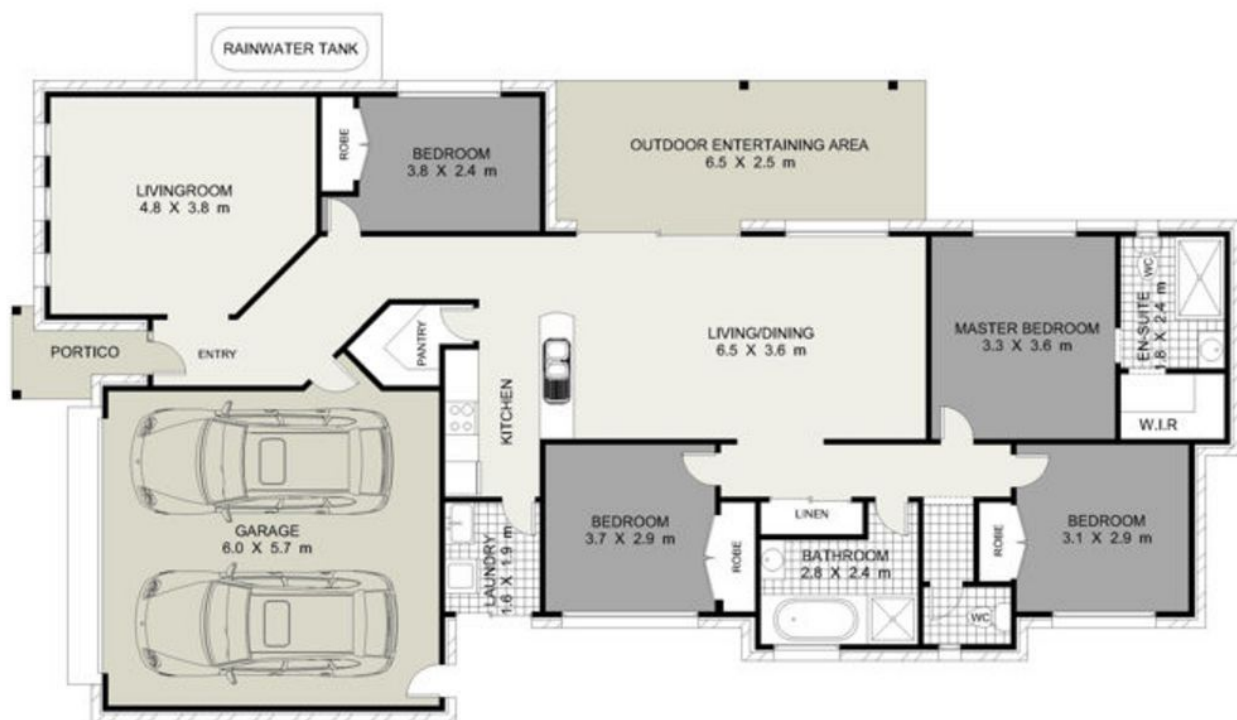 RAINWATER TANK
LIVINGROOM
4.8 X 3.8 m
ROBE
BEDROOM
3.8 X 2.4 m
OUTDOOR ENTERTAINING AREA
6.5 X 2.5 m
PORTICO
ENTRY
PANTRY
KITCHEN
LIVING/DINING
6.5 X 3.6 m
MASTER BEDROOM
3.3 X 3.6 m
EN-SUITE
1.8 X 2.4 m
WC
W.I.R
GARAGE
6.0 X 5.7 m
LAUNDRY
1.6 X 1.9 m
BEDROOM
3.7 X 2.9 m
ROBE
LINEN
BATHROOM
2.8 X 2.4 m
WC
ROBE
BEDROOM
3.1 X 2.9 m